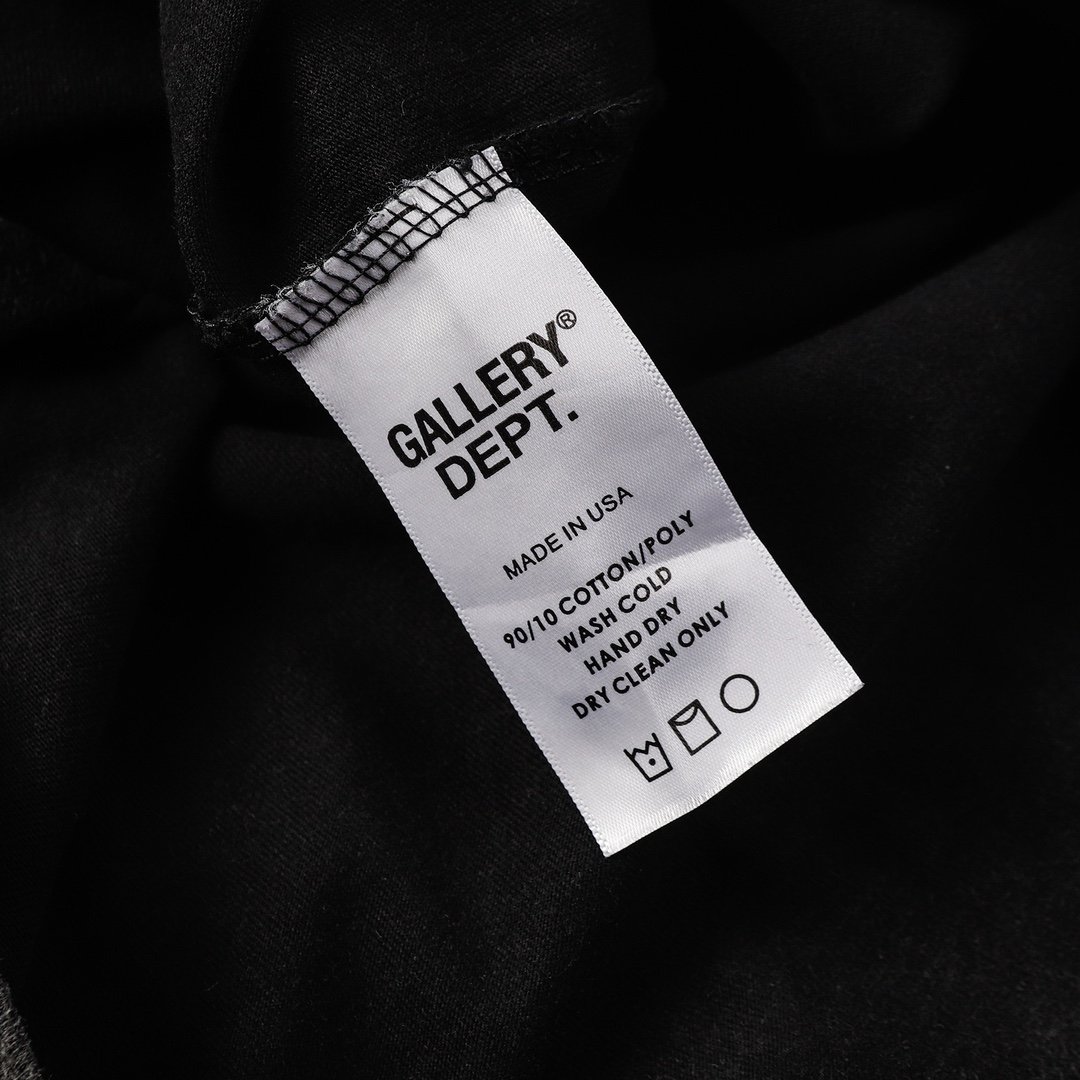 GALLERY®
DEPT.
MADE IN USA
90/10 COTTON/POLY
WASH COLD
HAND DRY
DRY CLEAN ONLY